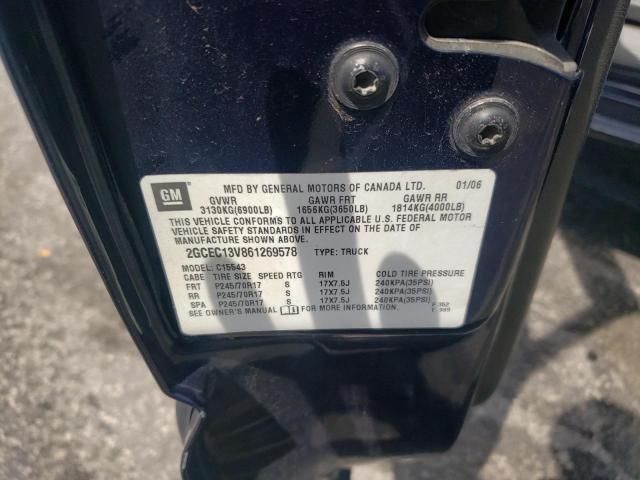 GM
MFD BY GENERAL MOTORS OF CANADA LTD. 01/06
GVWR GAWR FRT GAWR RR
3130KG(6900LB) 1656KG(3650LB) 1814KG(4000LB)
THIS VEHICLE CONFORMS TO ALL APPLICABLE U.S. FEDERAL MOTOR
VEHICLE SAFETY STANDARDS IN EFFECT ON THE DATE OF
MANUFACTURE SHOWN ABOVE.
2GCEC13V861269578 TYPE: TRUCK
MODEL: C15543
CABE TIRE SIZE SPEED RTG RIM COLD TIRE PRESSURE
FRT P245/70R17 S 17X7.5J 240KPA(35PSI)
RR P245/70R17 S 17X7.5J 240KPA(35PSI)
SPA P245/70R17 S 17X7.5J 240KPA(35PSI)
SEE OWNER'S MANUAL FOR MORE INFORMATION.